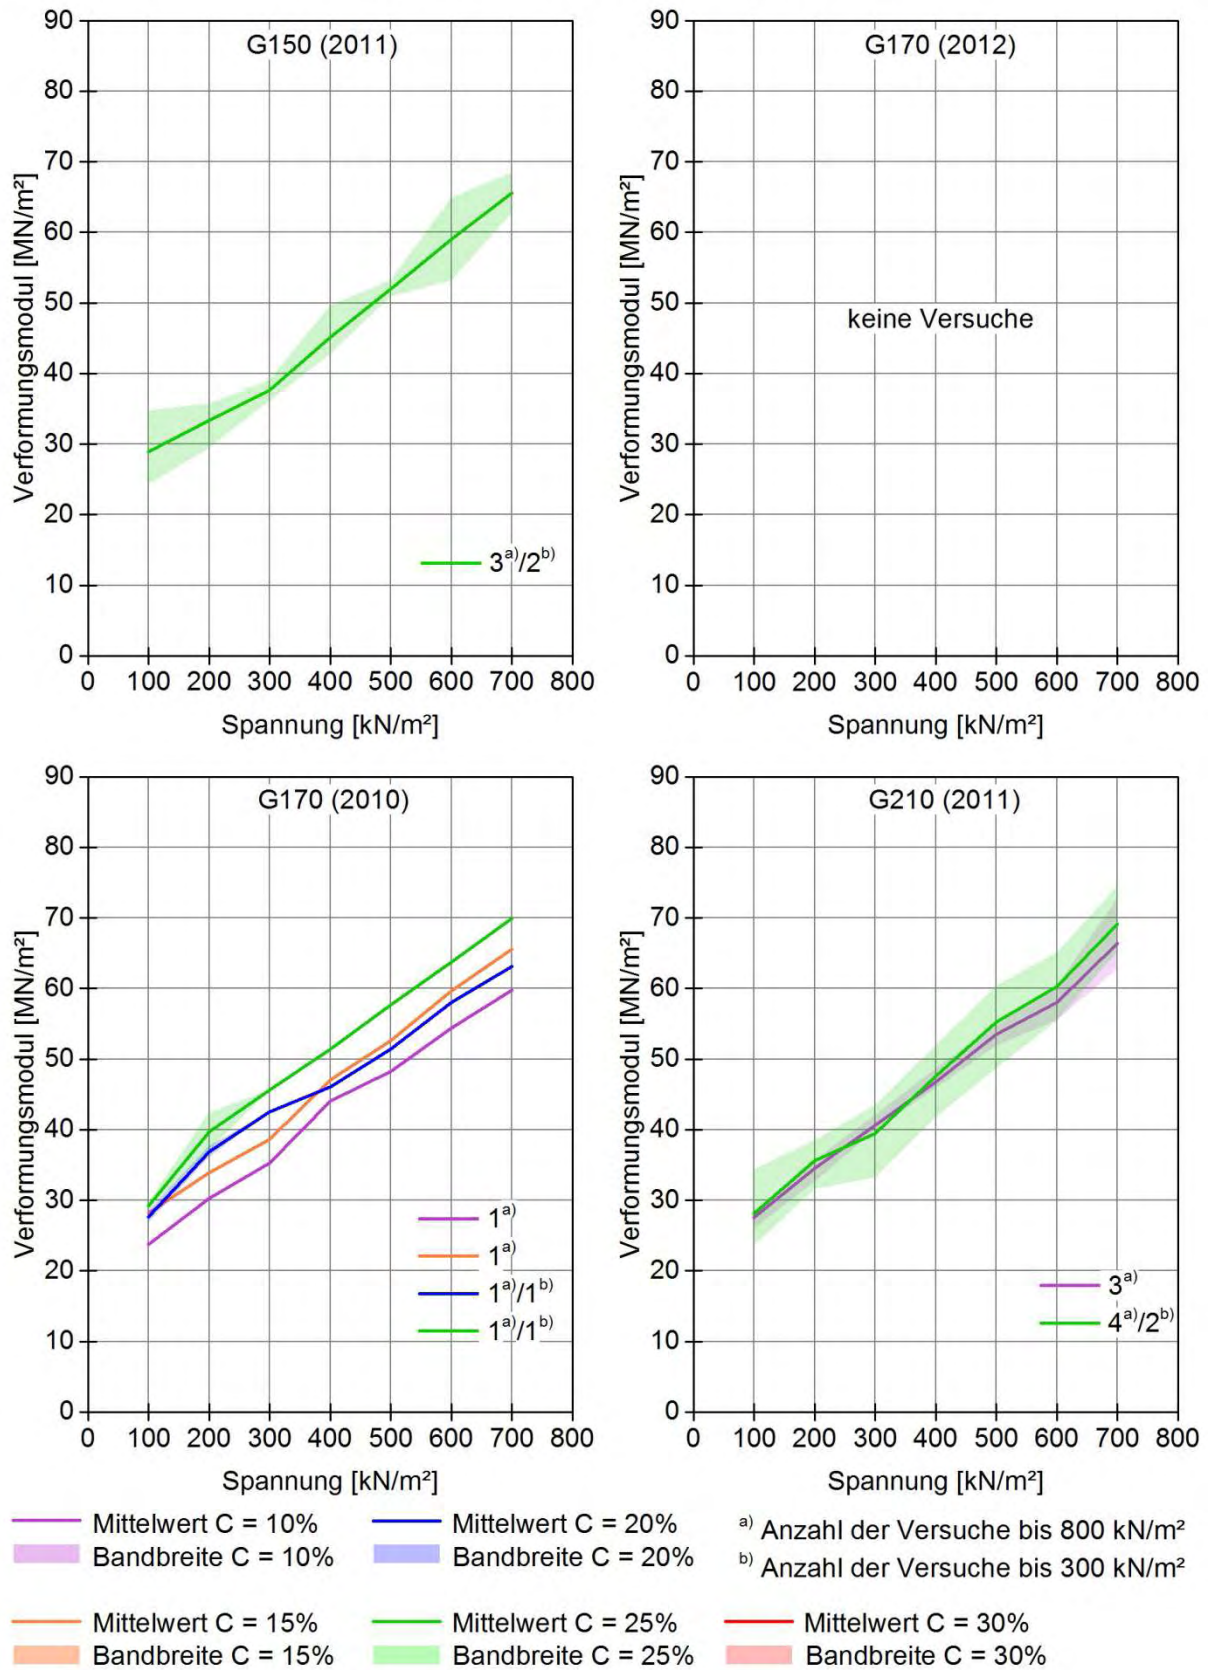 G150 (2011)
Verformungsmodul [MN/m²]
90
80
70
60
50
40
30
20
10
0
3a)/2b)
0 100 200 300 400 500 600 700 800
Spannung [kN/m²]
G170 (2012)
Verformungsmodul [MN/m²]
90
80
70
60
50
40
30
20
10
0
keine Versuche
0 100 200 300 400 500 600 700 800
Spannung [kN/m²]
G170 (2010)
Verformungsmodul [MN/m²]
90
80
70
60
50
40
30
20
10
0
1a)
1a)
1a)/1b)
1a)/1b)
0 100 200 300 400 500 600 700 800
Spannung [kN/m²]
G210 (2011)
Verformungsmodul [MN/m²]
90
80
70
60
50
40
30
20
10
0
3a)
4a)/2b)
0 100 200 300 400 500 600 700 800
Spannung [kN/m²]
Mittelwert C = 10%
Bandbreite C = 10%
Mittelwert C = 20%
Bandbreite C = 20%
a) Anzahl der Versuche bis 800 kN/m²
b) Anzahl der Versuche bis 300 kN/m²
Mittelwert C = 15%
Bandbreite C = 15%
Mittelwert C = 25%
Bandbreite C = 25%
Mittelwert C = 30%
Bandbreite C = 30%